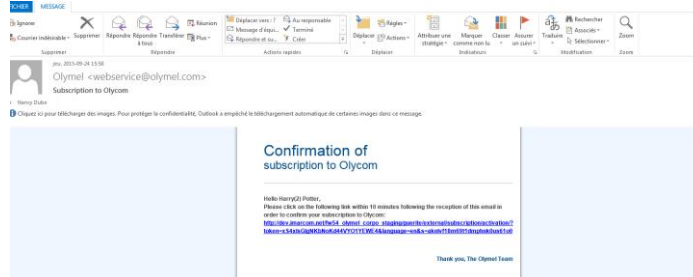 FICHIER MESSAGE
Ignorer
Courrier indésirable
Supprimer
Répondre Répondre à tous Transférer
Réunion
Plus
Déplacer vers : ?
Message d'équi...
Répondre et su...
Au responsable
Terminé
Créer
Déplacer
Règles
Actions
Attribuer une stratégie
Marquer comme non lu
Classer
Assurer un suivi
Traduire
Rechercher
Associés
Sélectionner
Zoom
Supprimer Répondre Actions rapides Déplacer Indicateurs Modification Zoom
jeu. 2015-09-24 13:58
Olymel <webservice@olymel.com>
Subscription to Olycom
Cliquez ici pour télécharger des images. Pour protéger la confidentialité, Outlook a empêché le téléchargement automatique de certaines images dans ce message.
Confirmation of
subscription to Olycom
Hello Harry(2) Potter,
Please click on the following link within 10 minutes following the reception of this email in
order to confirm your subscription to Olycom:
Thank you, The Olymel Team